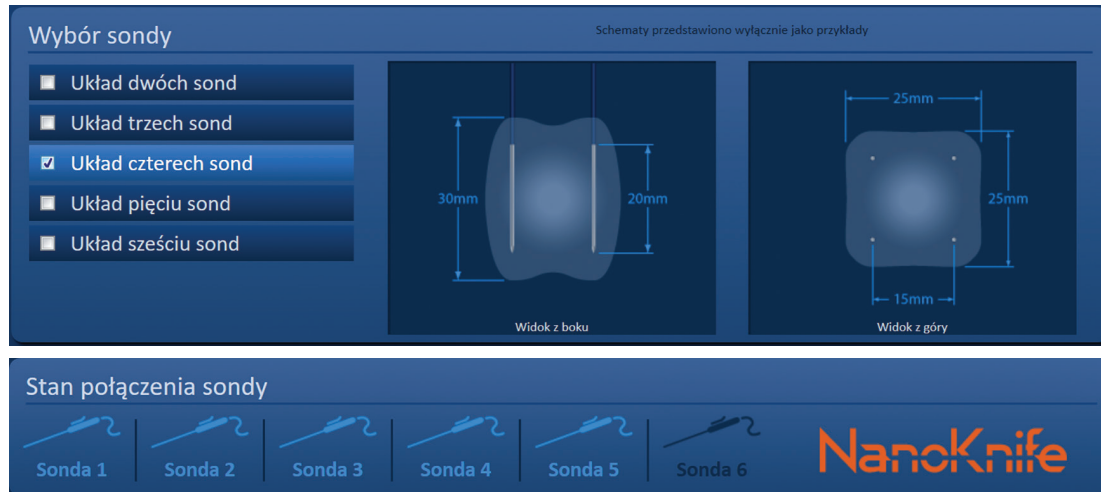 Wybór sondy
Schematy przedstawiono wyłącznie jako przykłady
Układ dwóch sond
Układ trzech sond
Układ czterech sond
Układ pięciu sond
Układ sześciu sond
30mm
20mm
Widok z boku
25mm
25mm
15mm
Widok z góry
Stan połączenia sondy
Sonda 1
Sonda 2
Sonda 3
Sonda 4
Sonda 5
Sonda 6
NanoKnife